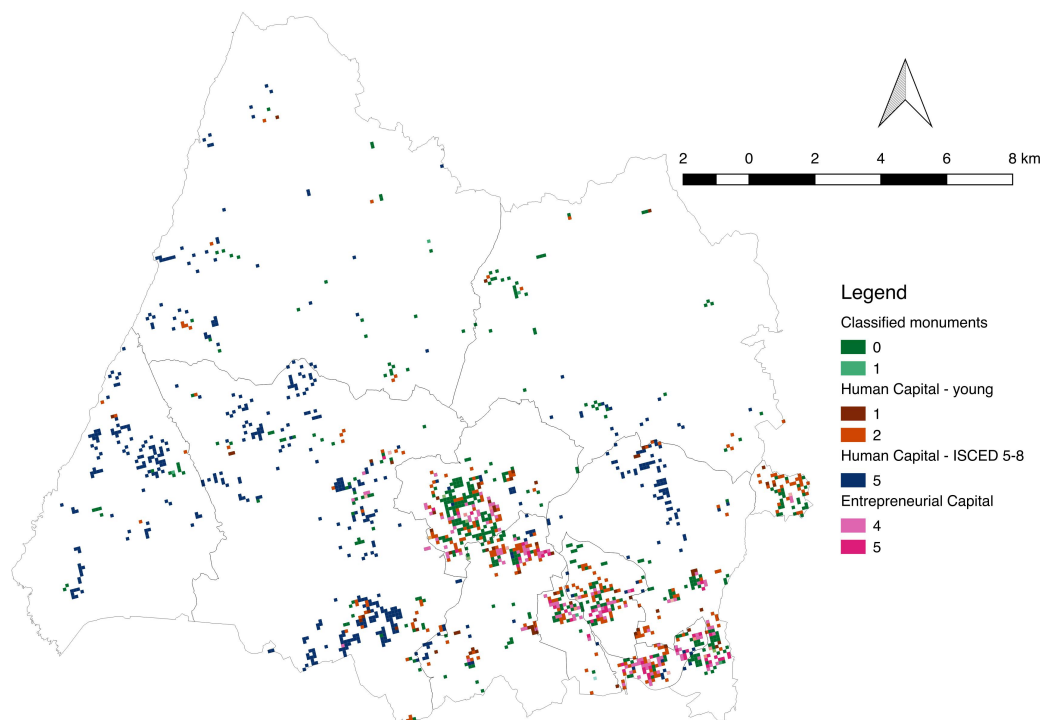 2 0 2 4 6 8 km
Legend
Classified monuments
0
1
Human Capital - young
1
2
Human Capital - ISCED 5-8
5
Entrepreneurial Capital
4
5